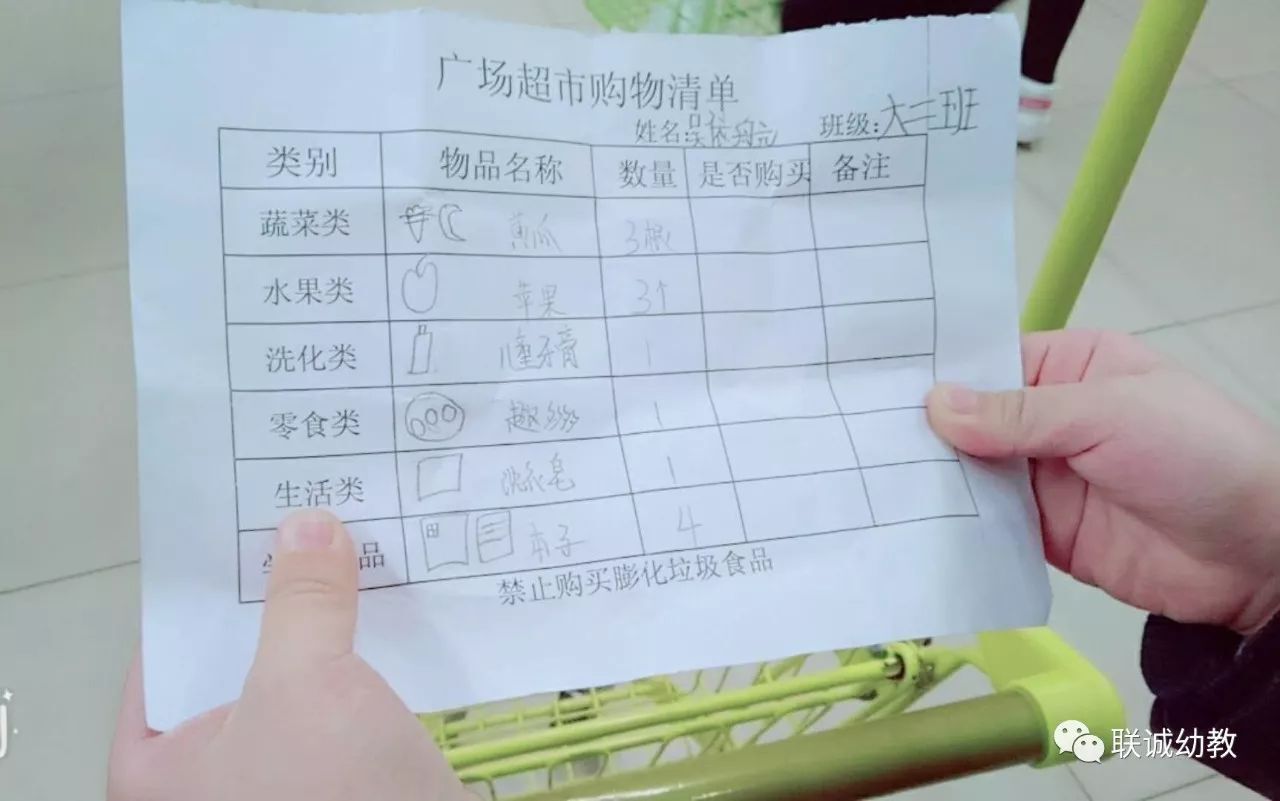 广场超市购物清单
姓名:吴依 班级:大二班
类别 物品名称 数量 是否购买 备注
蔬菜类 黄瓜 3根
水果类 苹果 3个
洗化类 儿童牙膏 1
零食类 趣多多 1
生活类 洗衣皂 1
品 本子 4
禁止购买膨化垃圾食品
联诚幼教